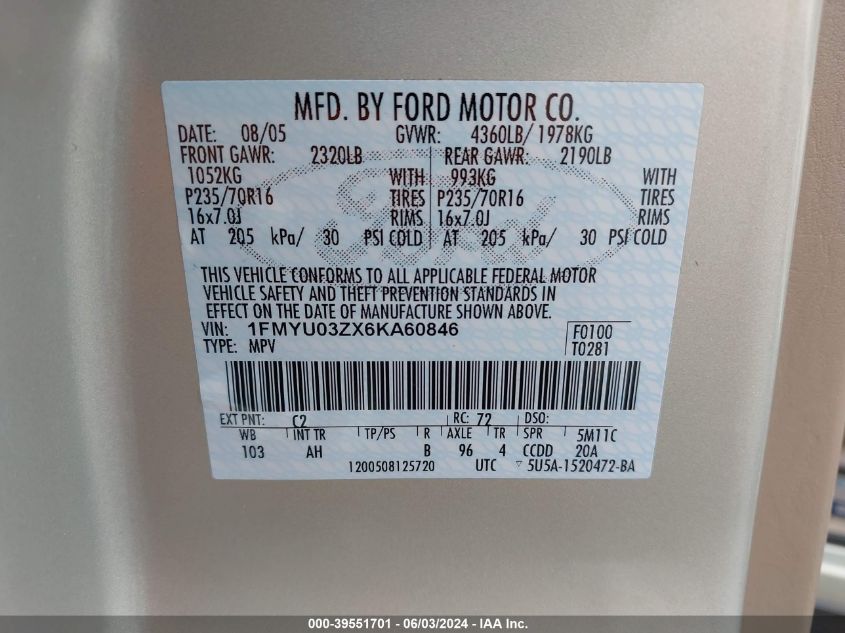 MFD. BY FORD MOTOR CO.
DATE: 08/05 GVWR: 4360LB/1978KG
FRONT GAWR: 2320LB REAR GAWR: 2190LB
1052KG WITH 993KG WITH
P235/70R16 TIRES P235/70R16 TIRES
16x7.0J RIMS 16x7.0J RIMS
AT 205 kPa/ 30 PSI COLD AT 205 kPa/ 30 PSI COLD
Ford
THIS VEHICLE CONFORMS TO ALL APPLICABLE FEDERAL MOTOR
VEHICLE SAFETY AND THEFT PREVENTION STANDARDS IN
EFFECT ON THE DATE OF MANUFACTURE SHOWN ABOVE.
VIN: 1FMYU03ZX6KA60846 F0100
TYPE: MPV T0281
EXT PNT: C2 RC: 72 DSO:
WB INT TR TP/PS R AXLE TR SPR 5M11C
103 AH B 96 4 CCDD 20A
1200508125720 UTC ▽ 5U5A-1520472-BA
000-39551701 - 06/03/2024 - IAA Inc.